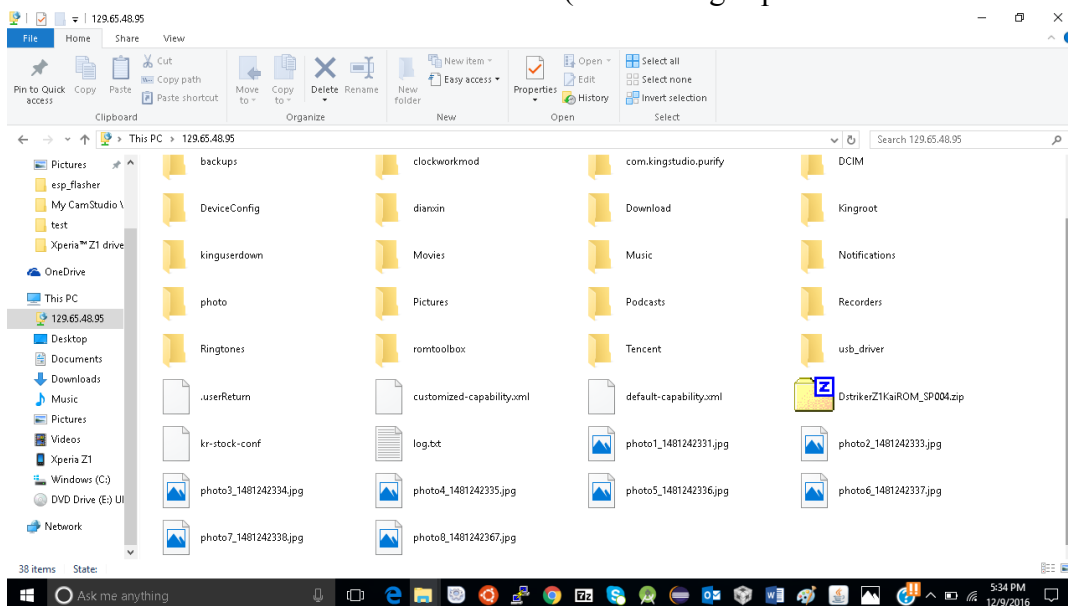 129.65.48.95
File Home Share View
Pin to Quick access
Copy
Paste
Cut
Copy path
Paste shortcut
Clipboard
Move to
Copy to
Delete
Rename
Organize
New folder
New item
Easy access
New
Properties
Open
Edit
History
Open
Select all
Select none
Invert selection
Select
This PC > 129.65.48.95
Search 129.65.48.95
Pictures
esp_flasher
My CamStudio
test
Xperia™ Z1 drive
OneDrive
This PC
129.65.48.95
Desktop
Documents
Downloads
Music
Pictures
Videos
Xperia Z1
Windows (C:)
DVD Drive (E:) UI
Network
backups clockworkmod com.kingstudio.purify DCIM
DeviceConfig dianxin Download Kingroot
kinguserdown Movies Music Notifications
photo Pictures Podcasts Recorders
Ringtones romtoolbox Tencent usb_driver
.userReturn customized-capability.xml default-capability.xml DstrikerZ1KaiROM_SP004.zip
kr-stock-conf log.txt photo1_1481242331.jpg photo2_1481242333.jpg
photo3_1481242334.jpg photo4_1481242335.jpg photo5_1481242336.jpg photo6_1481242337.jpg
photo7_1481242338.jpg photo8_1481242367.jpg
38 items State:
Ask me anything
5:34 PM
12/9/2016